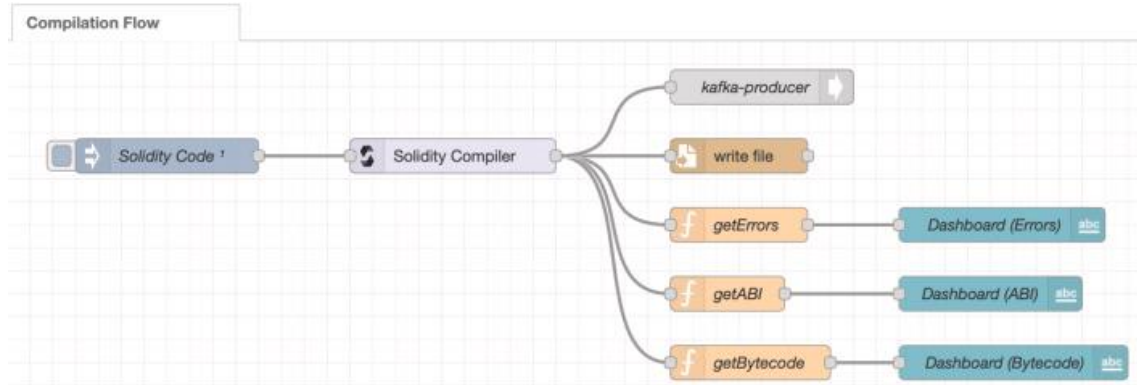 Compilation Flow
kafka-producer
Solidity Code ¹
Solidity Compiler
write file
getErrors
Dashboard (Errors)
abc
getABI
Dashboard (ABI)
abc
getBytecode
Dashboard (Bytecode)
abc